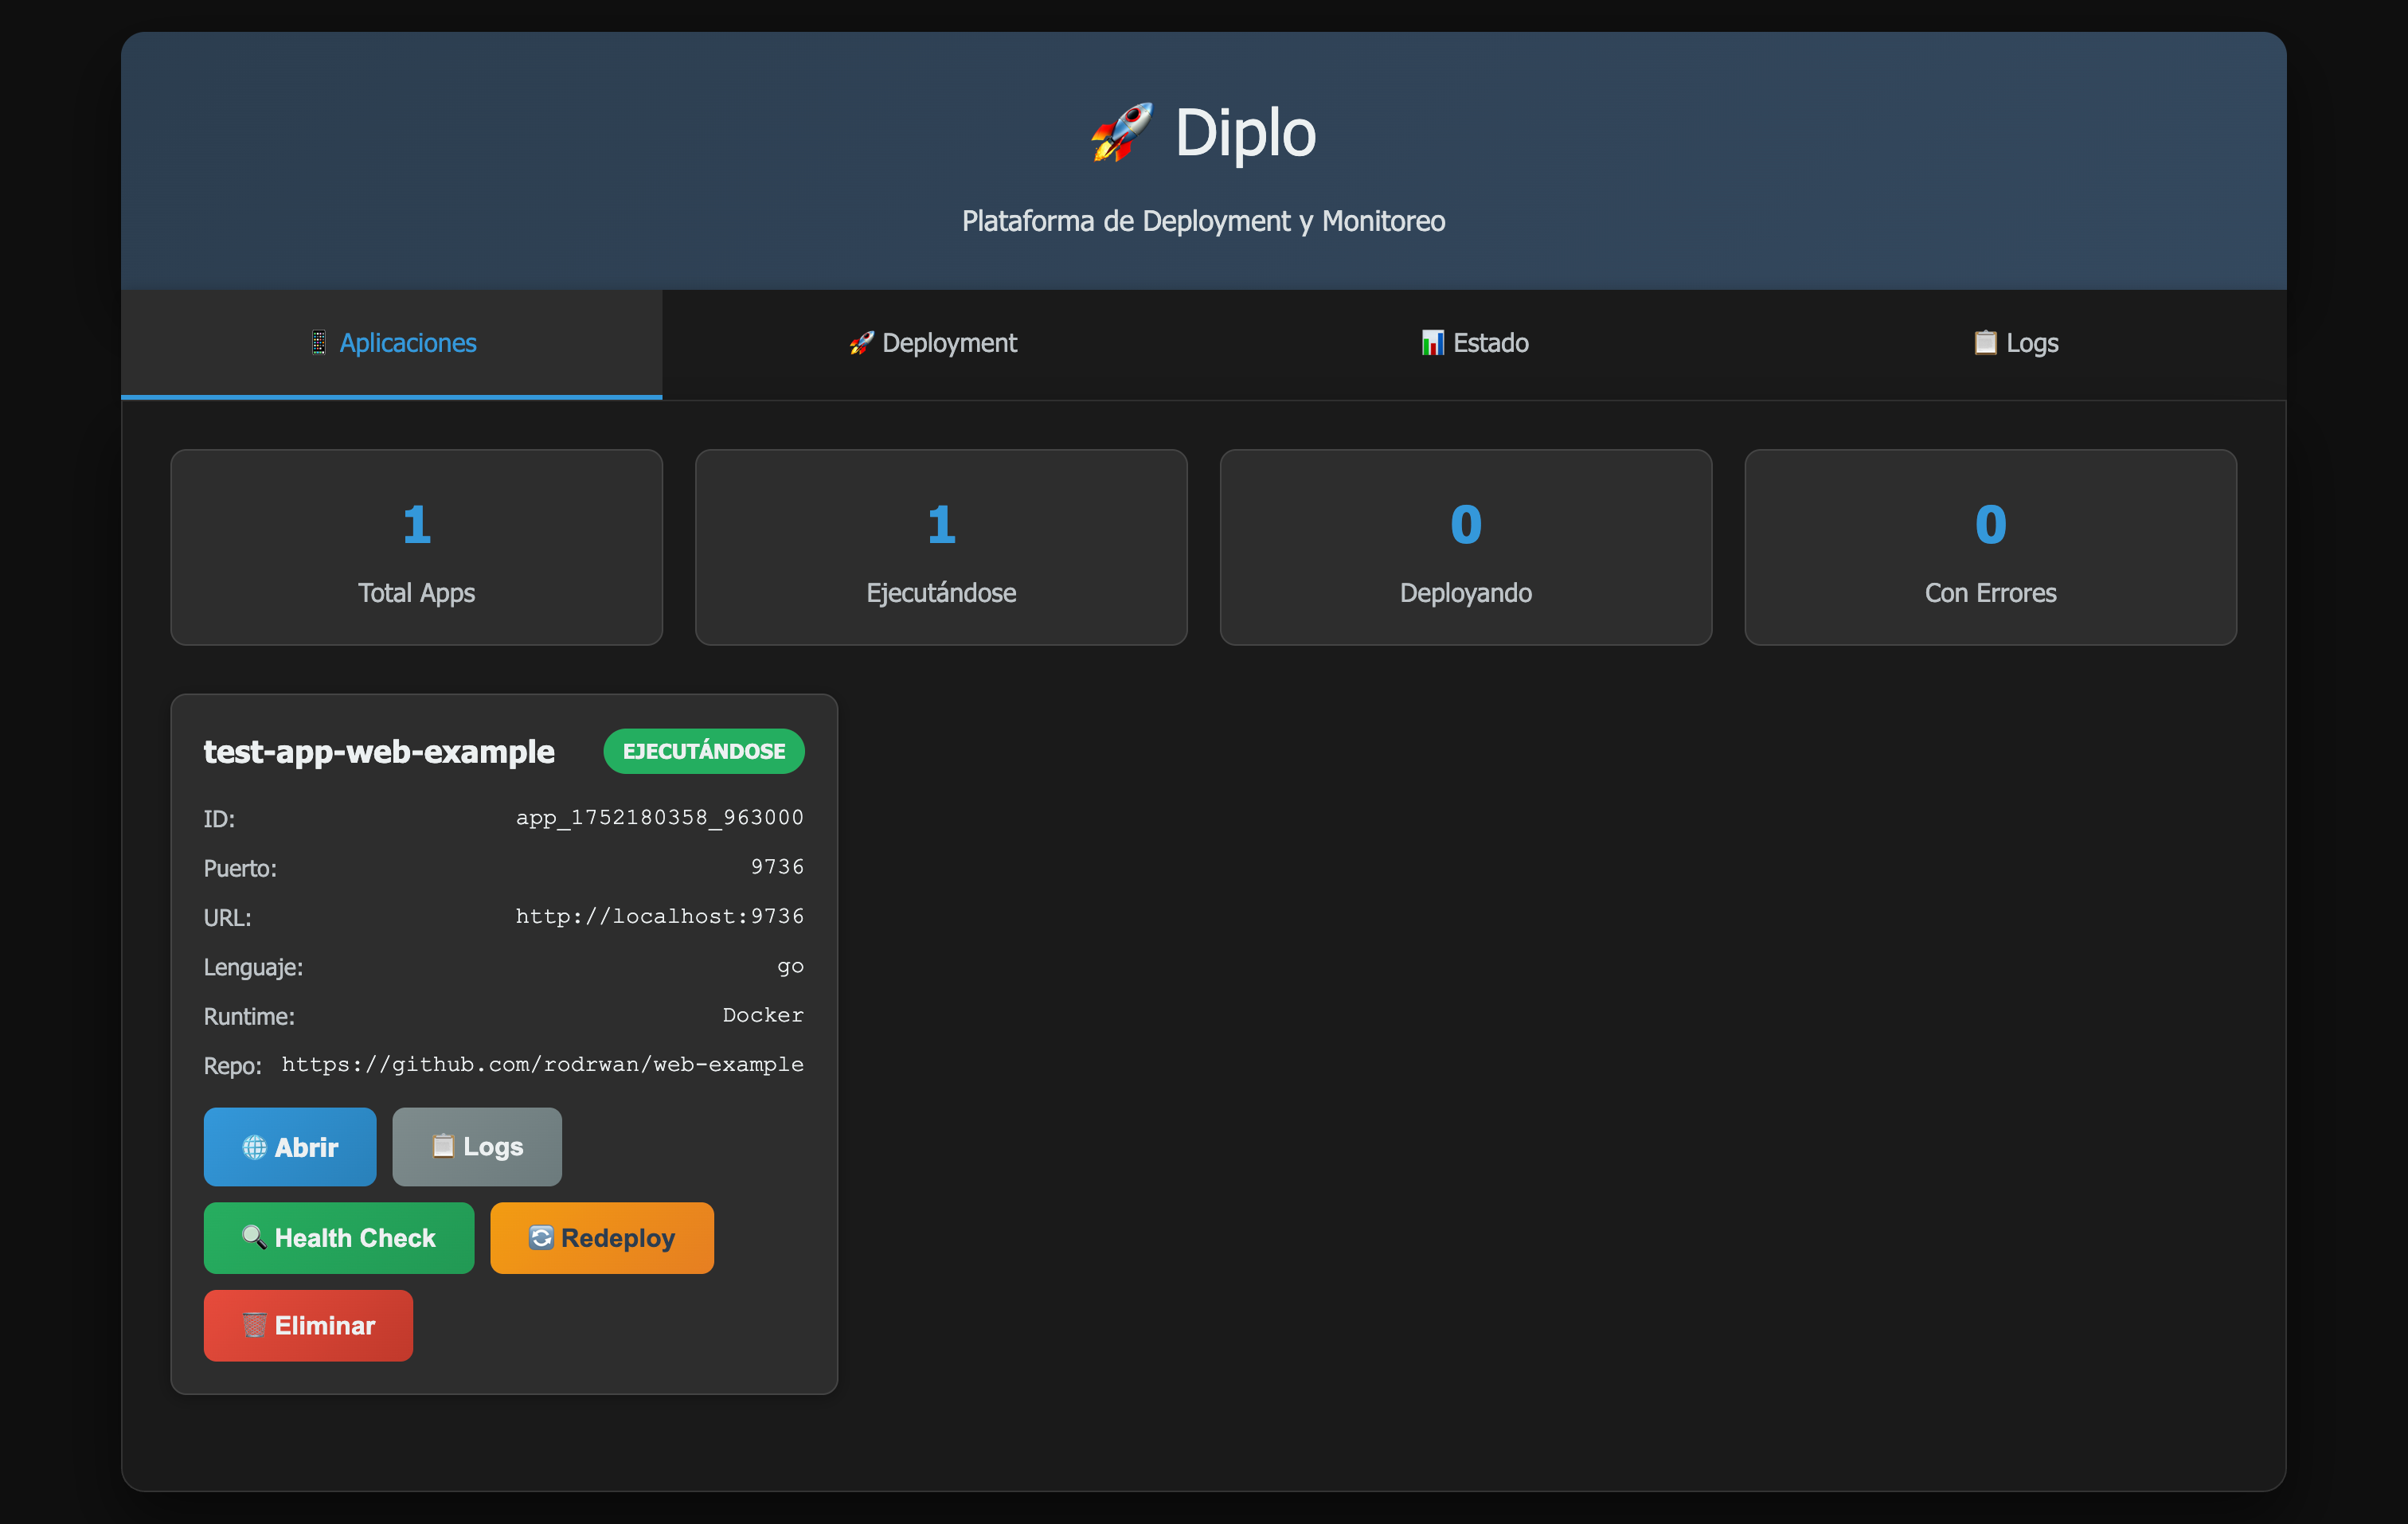 🚀 Diplo
Plataforma de Deployment y Monitoreo
📱 Aplicaciones
🚀 Deployment
📊 Estado
📋 Logs
1
Total Apps
1
Ejecutándose
0
Deployando
0
Con Errores
test-app-web-example
EJECUTÁNDOSE
ID: app_1752180358_963000
Puerto: 9736
URL: http://localhost:9736
Lenguaje: go
Runtime: Docker
Repo: https://github.com/rodrwan/web-example
🌐 Abrir
📋 Logs
🔍 Health Check
🔄 Redeploy
🗑️ Eliminar